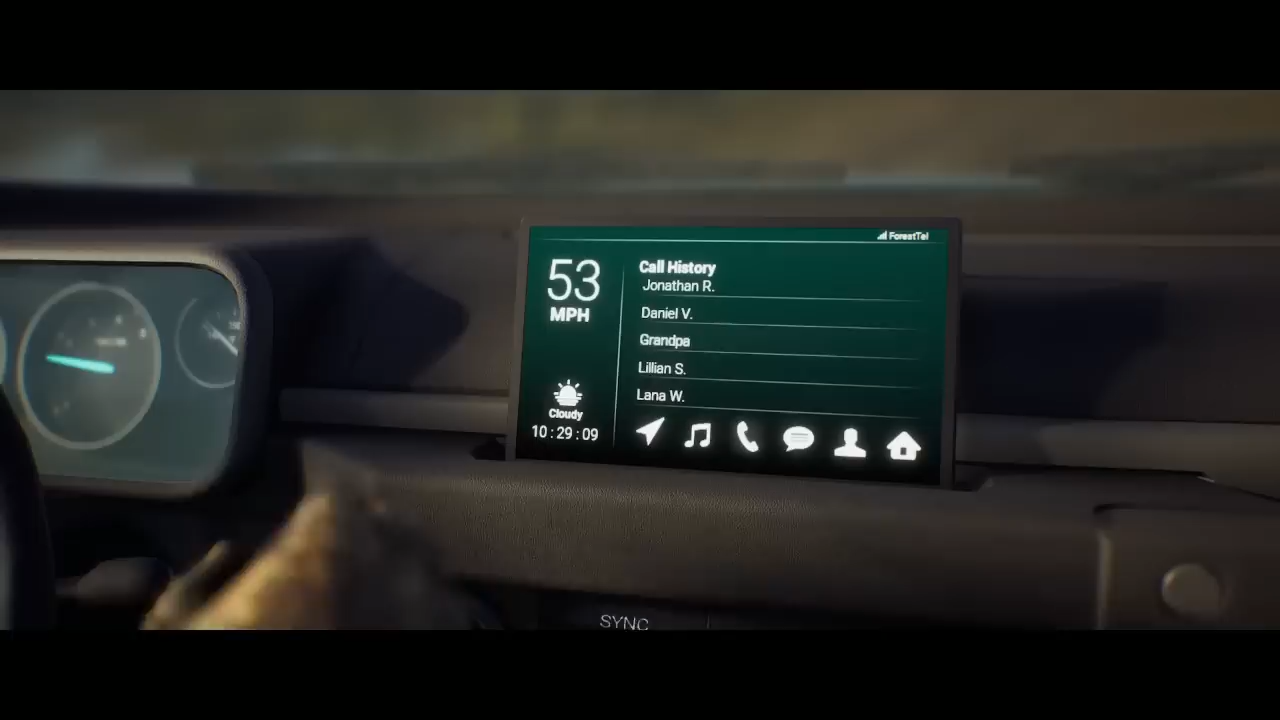 ForestTel
53
MPH
Call History
Jonathan R.
Daniel V.
Grandpa
Lillian S.
Lana W.
Cloudy
10:29:09
SYNC